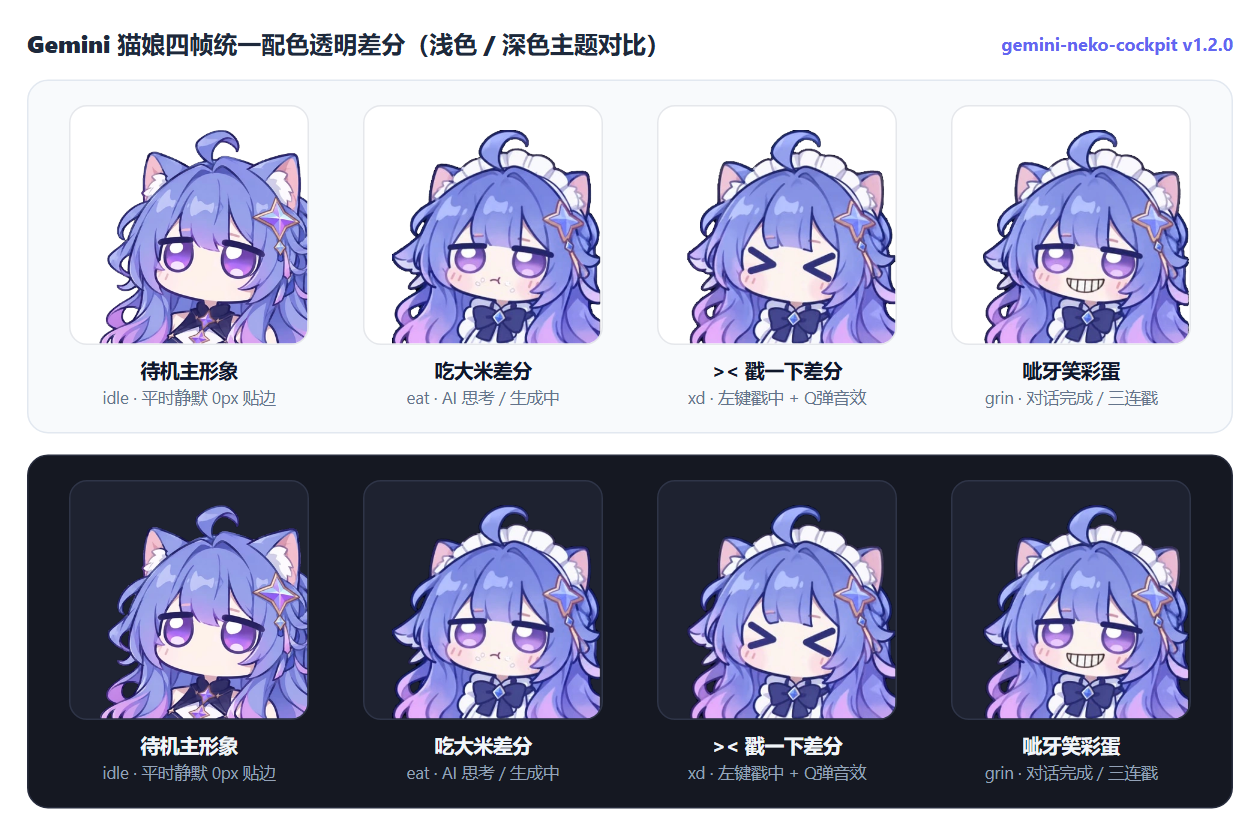 Gemini 猫娘四帧统一配色透明差分（浅色 / 深色主题对比）
gemini-neko-cockpit v1.2.0
待机主形象
idle · 平时静默 0px 贴边
吃大米差分
eat · AI 思考 / 生成中
>< 戳一下差分
xd · 左键戳中 + Q弹音效
呲牙笑彩蛋
grin · 对话完成 / 三连戳
待机主形象
idle · 平时静默 0px 贴边
吃大米差分
eat · AI 思考 / 生成中
>< 戳一下差分
xd · 左键戳中 + Q弹音效
呲牙笑彩蛋
grin · 对话完成 / 三连戳